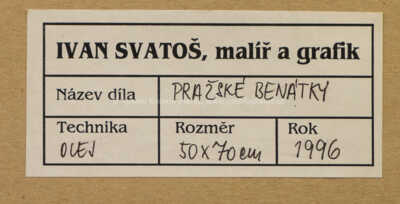 IVAN SVATOŠ, malíř a grafik
Název díla PRAŽSKÉ BENÁTKY
Technika Rozměr Rok
OLEJ 50x70cm 1996